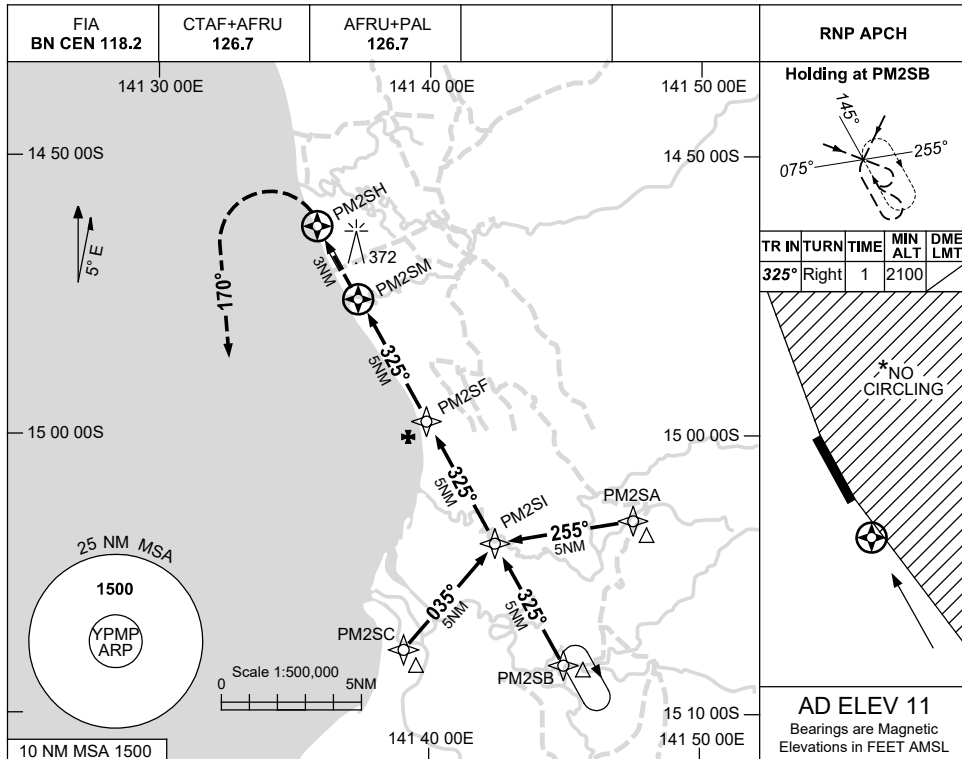 FIA
BN CEN 118.2
CTAF+AFRU
126.7
AFRU+PAL
126.7
RNP APCH
141 30 00E
141 40 00E
141 50 00E
14 50 00S
14 50 00S
5° E
PM2SH
372
3NM
PM2SM
170°
325°
5NM
PM2SF
15 00 00S
15 00 00S
325°
5NM
PM2SI
PM2SA
255°
5NM
035°
5NM
325°
5NM
PM2SC
PM2SB
25 NM MSA
1500
YPMP
ARP
Scale 1:500,000
0
5NM
15 10 00S
10 NM MSA 1500
141 40 00E
141 50 00E
Holding at PM2SB
145°
075°
255°
TR IN TURN TIME MIN ALT DME LMT
325° Right 1 2100
*NO
CIRCLING
AD ELEV 11
Bearings are Magnetic
Elevations in FEET AMSL